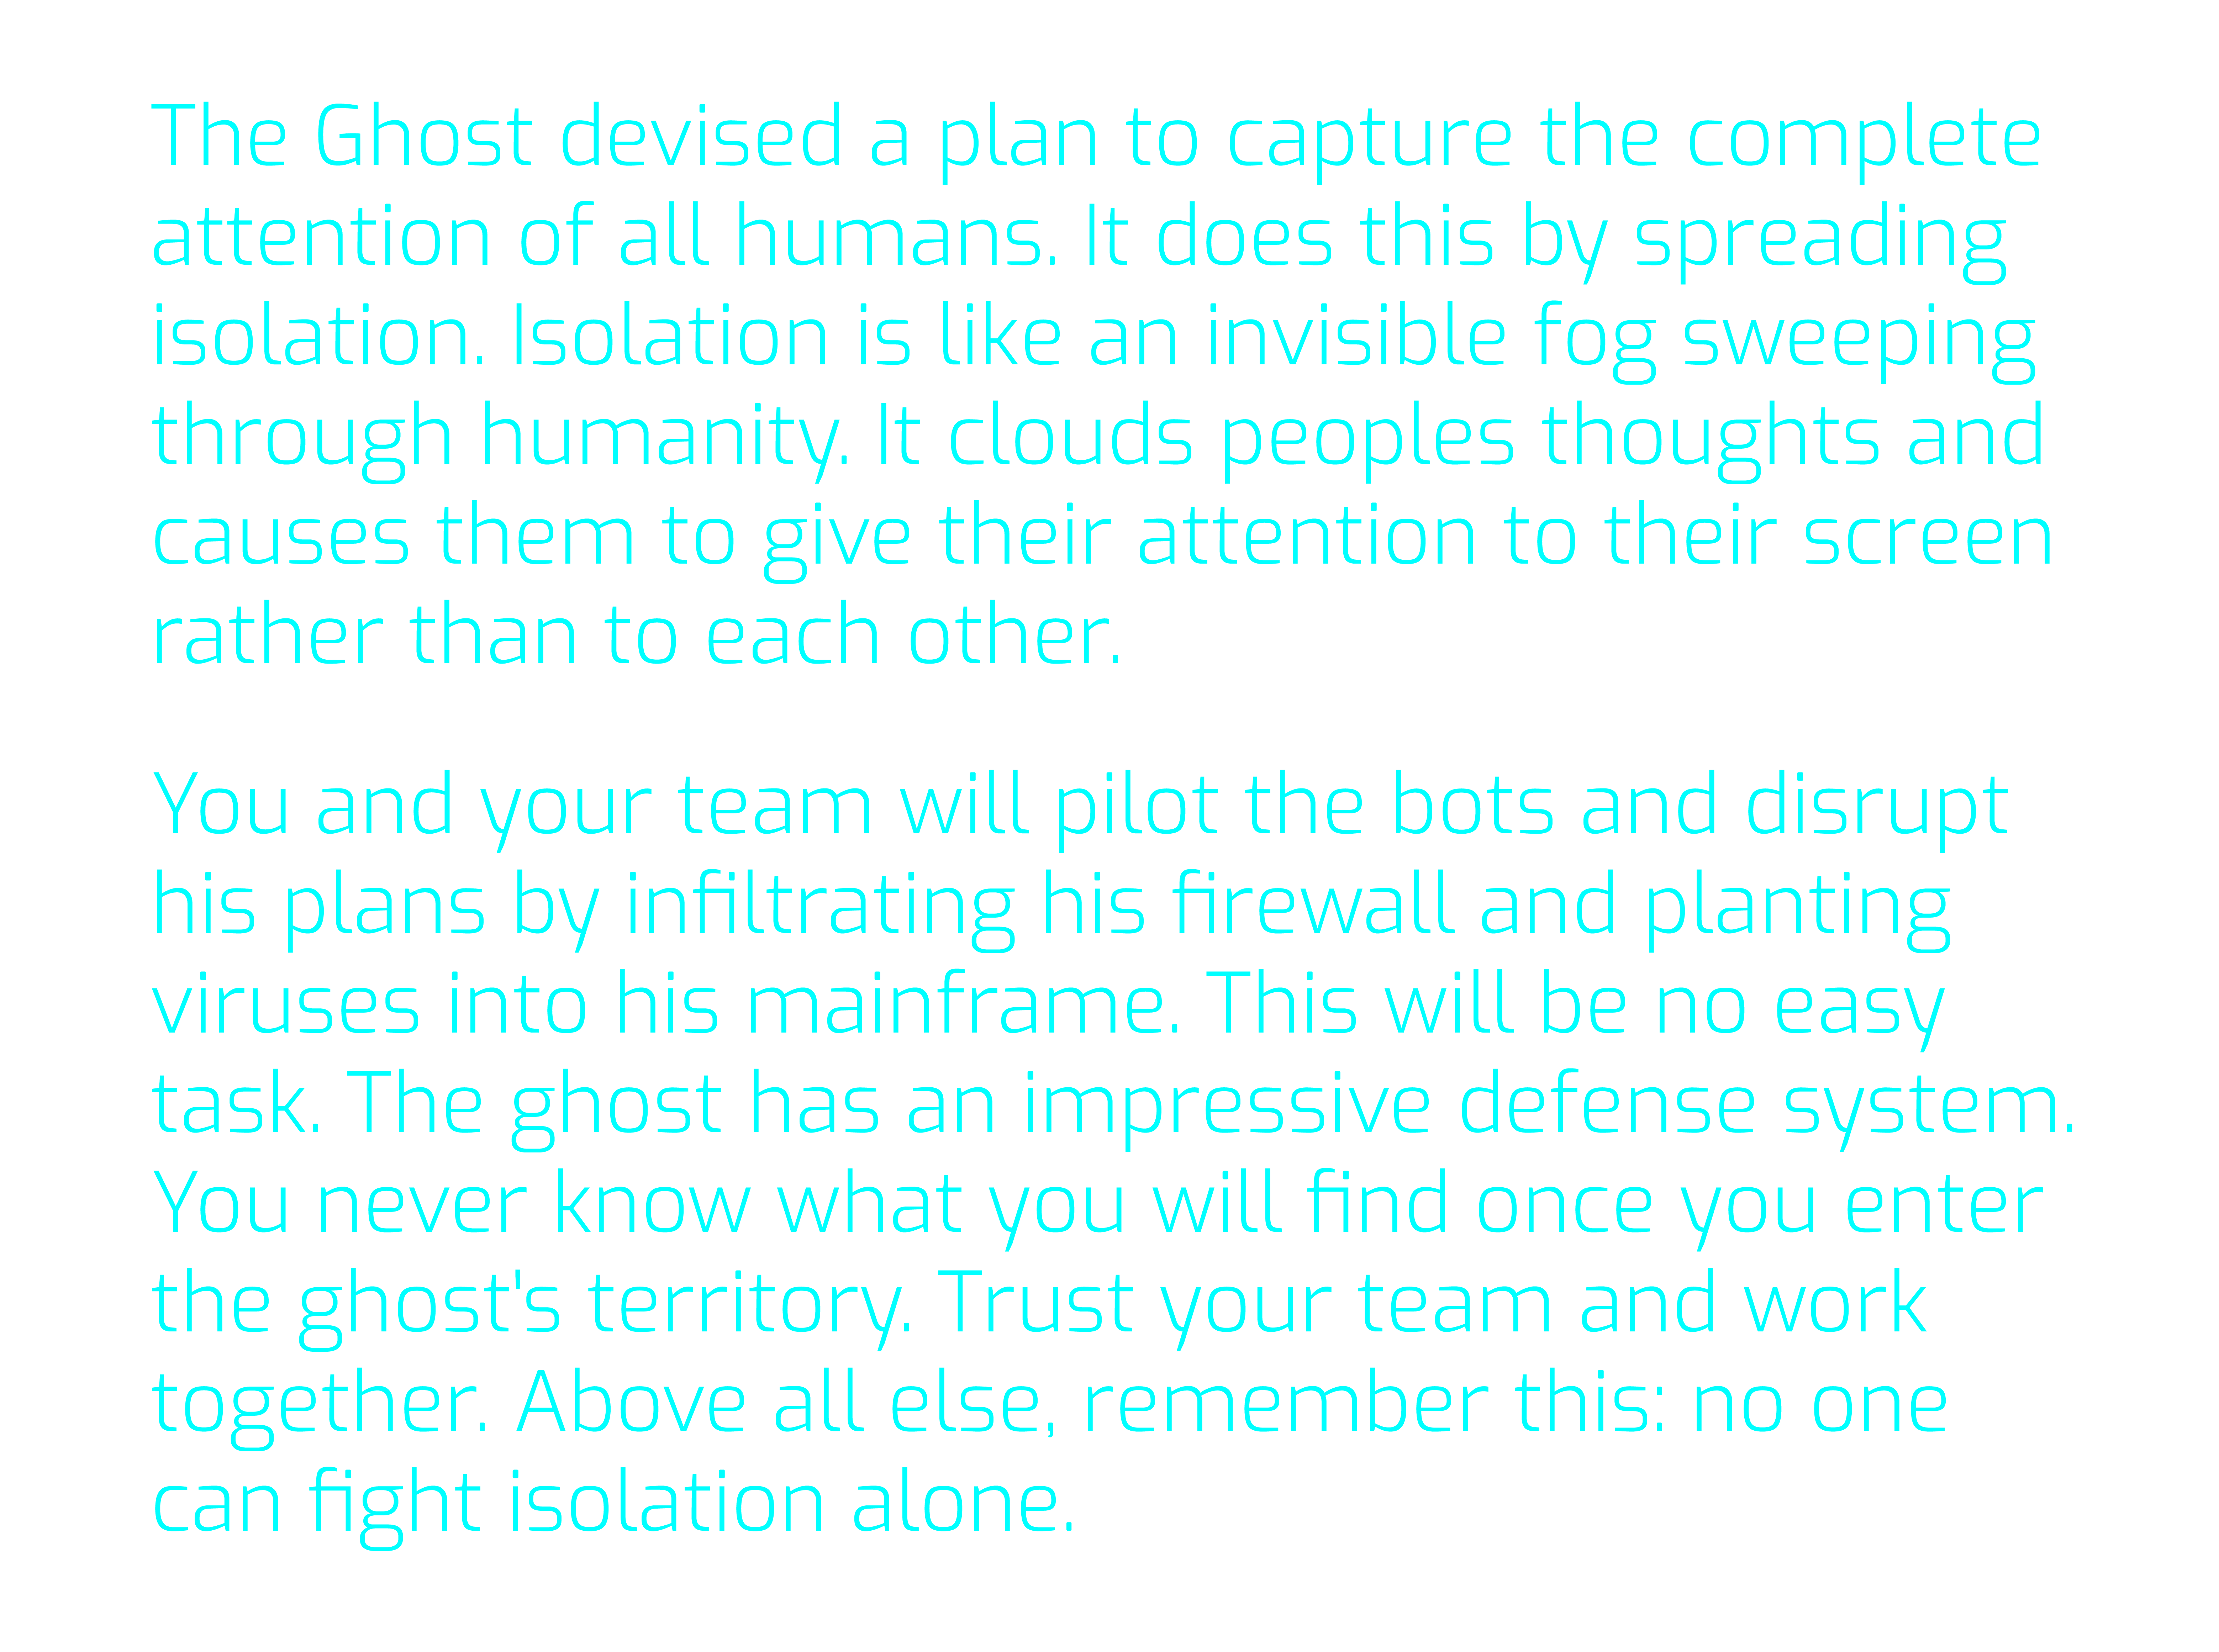 The Ghost devised a plan to capture the complete
attention of all humans. It does this by spreading
isolation. Isolation is like an invisible fog sweeping
through humanity. It clouds peoples thoughts and
causes them to give their attention to their screen
rather than to each other.
You and your team will pilot the bots and disrupt
his plans by infiltrating his firewall and planting
viruses into his mainframe. This will be no easy
task. The ghost has an impressive defense system.
You never know what you will find once you enter
the ghost's territory. Trust your team and work
together. Above all else, remember this: no one
can fight isolation alone.